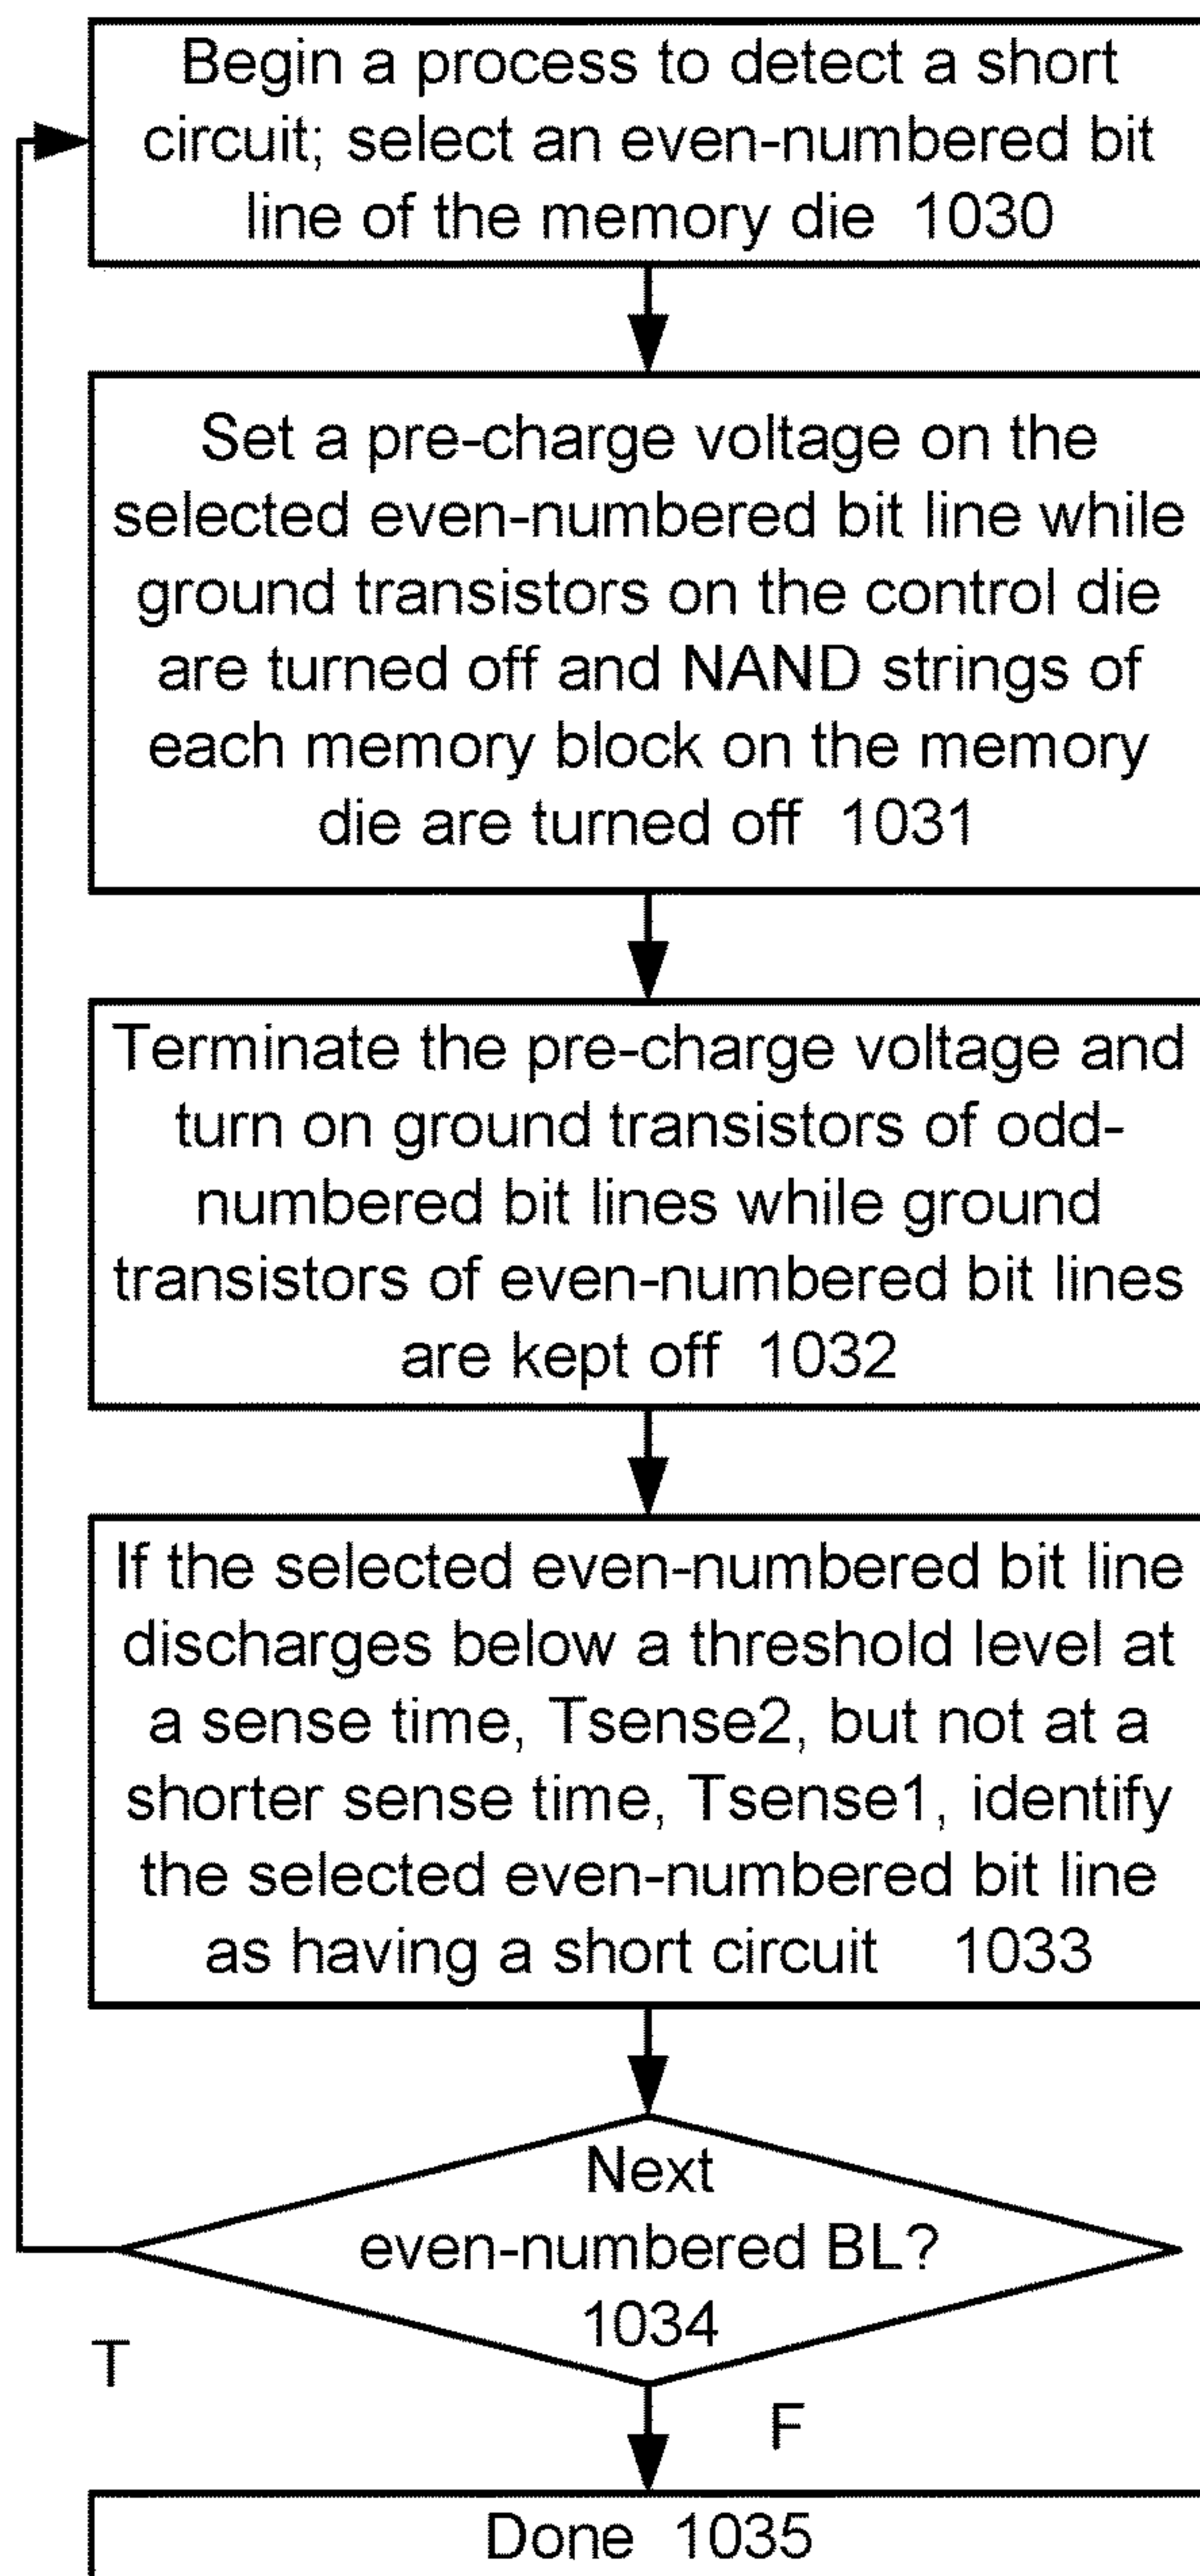 Begin a process to detect a short
circuit; select an even-numbered bit
line of the memory die 1030
Set a pre-charge voltage on the
selected even-numbered bit line while
ground transistors on the control die
are turned off and NAND strings of
each memory block on the memory
die are turned off 1031
Terminate the pre-charge voltage and
turn on ground transistors of odd-
numbered bit lines while ground
transistors of even-numbered bit lines
are kept off 1032
If the selected even-numbered bit line
discharges below a threshold level at
a sense time, Tsense2, but not at a
shorter sense time, Tsense1, identify
the selected even-numbered bit line
as having a short circuit 1033
Next
even-numbered BL?
1034
T
F
Done 1035